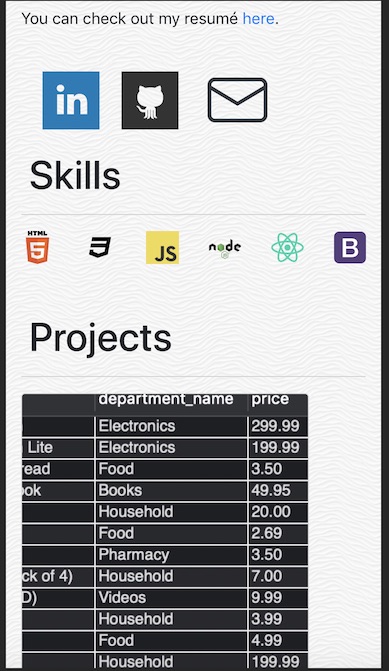 You can check out my resumé here.
in
Skills
HTML
5
3
JS
node
JS
B
Projects
department_name price
Electronics 299.99
Lite Electronics 199.99
Food 3.50
Books 49.95
Household 20.00
Food 2.69
Pharmacy 3.50
ck of 4) Household 7.00
D) Videos 9.99
Household 3.99
Food 4.99
Household 199.99